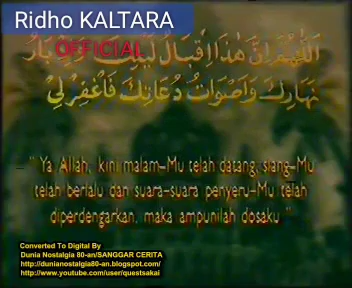 Ridho KALTARA
OFFICIAL
اَللّٰهُمَّ اِنَّ هٰذَا اِقْبَالُ لَيْلِكَ
نَهَارِكَ وَاَصْوَاتُ دُعَاتِكَ فَاغْفِرْلِيْ
" Ya Allah, kini malam-Mu telah datang, siang-Mu
telah berlalu dan suara-suara penyeru-Mu telah
diperdengarkan, maka ampunilah dosaku "
Converted To Digital By
Dunia Nostalgia 80-an/SANGGAR CERITA
http://dunianostalgia80-an.blogspot.com/
http://www.youtube.com/user/questsakai